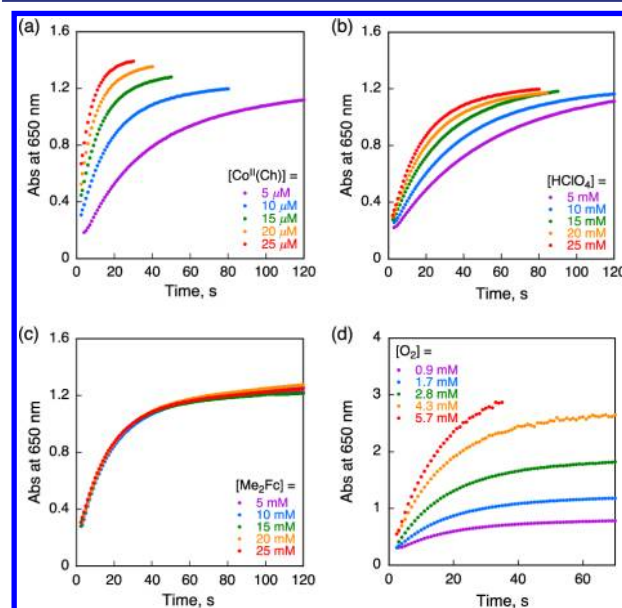 (a)
1.6
1.2
0.8
0.4
0
Abs at 650 nm
[Co^II(Ch)] =
5 μM
10 μM
15 μM
20 μM
25 μM
0 20 40 60 80 100 120
Time, s
(b)
1.6
1.2
0.8
0.4
0
Abs at 650 nm
[HClO₄] =
5 mM
10 mM
15 mM
20 mM
25 mM
0 20 40 60 80 100 120
Time, s
(c)
1.6
1.2
0.8
0.4
0
Abs at 650 nm
[Me₂Fc] =
5 mM
10 mM
15 mM
20 mM
25 mM
0 20 40 60 80 100 120
Time, s
(d)
4
3
2
1
0
Abs at 650 nm
[O₂] =
0.9 mM
1.7 mM
2.8 mM
4.3 mM
5.7 mM
0 20 40 60
Time, s